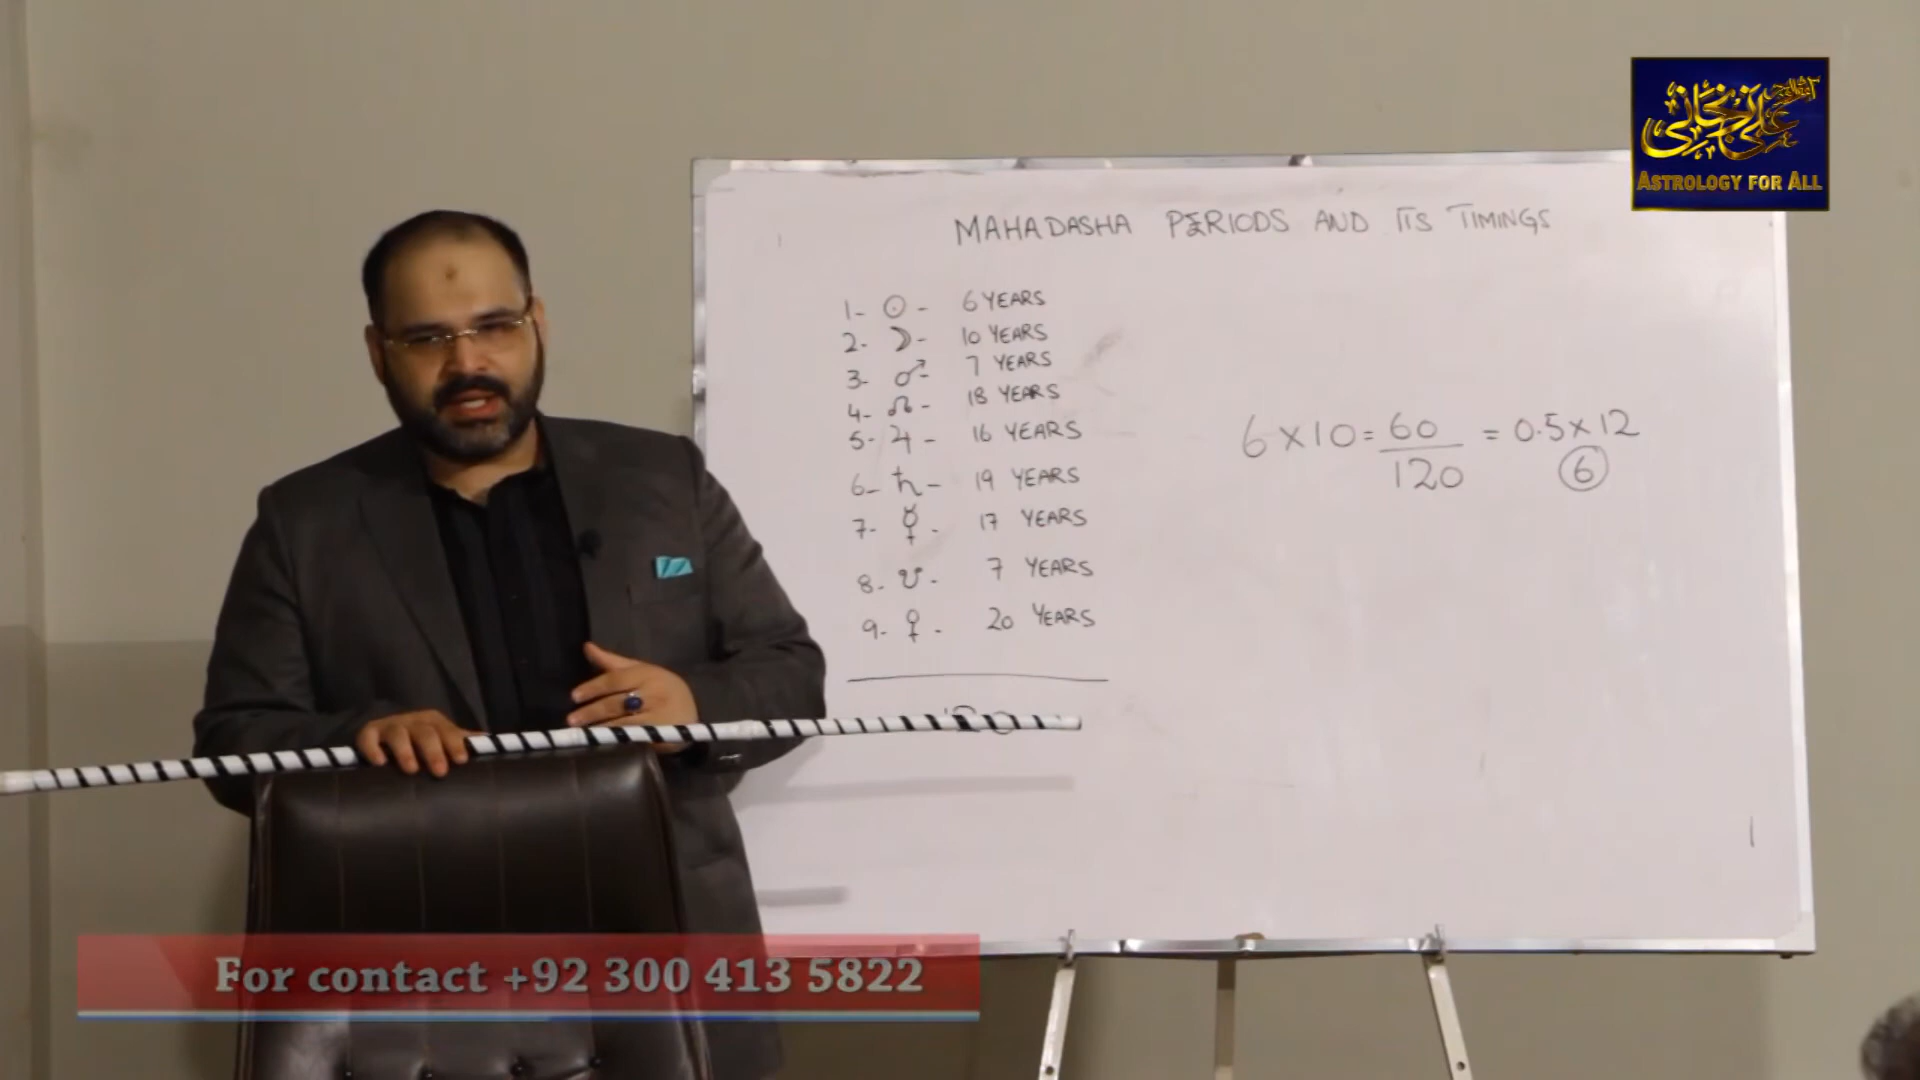 علی زنجانی
ASTROLOGY FOR ALL
MAHADASHA PERIODS AND ITS TIMINGS
1- ☉ - 6 YEARS
2- ☽ - 10 YEARS
3- ♂ - 7 YEARS
4- ☊ - 18 YEARS
5- ♃ - 16 YEARS
6- ♄ - 19 YEARS
7- ☿ - 17 YEARS
8- ☋ - 7 YEARS
9- ♀ - 20 YEARS
6 × 10 = 60/120 = 0.5 × 12
6
For contact +92 300 413 5822